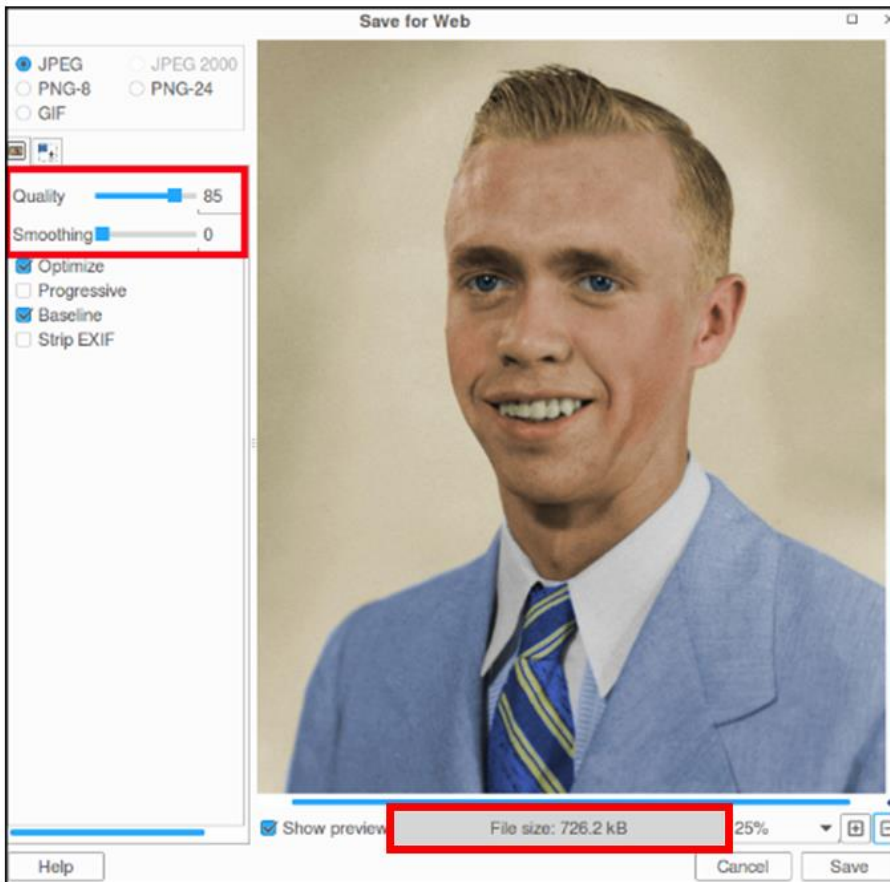 Save for Web
JPEG JPEG 2000
PNG-8 PNG-24
GIF
Quality 85
Smoothing 0
Optimize
Progressive
Baseline
Strip EXIF
Show preview File size: 726.2 kB 25%
Help Cancel Save